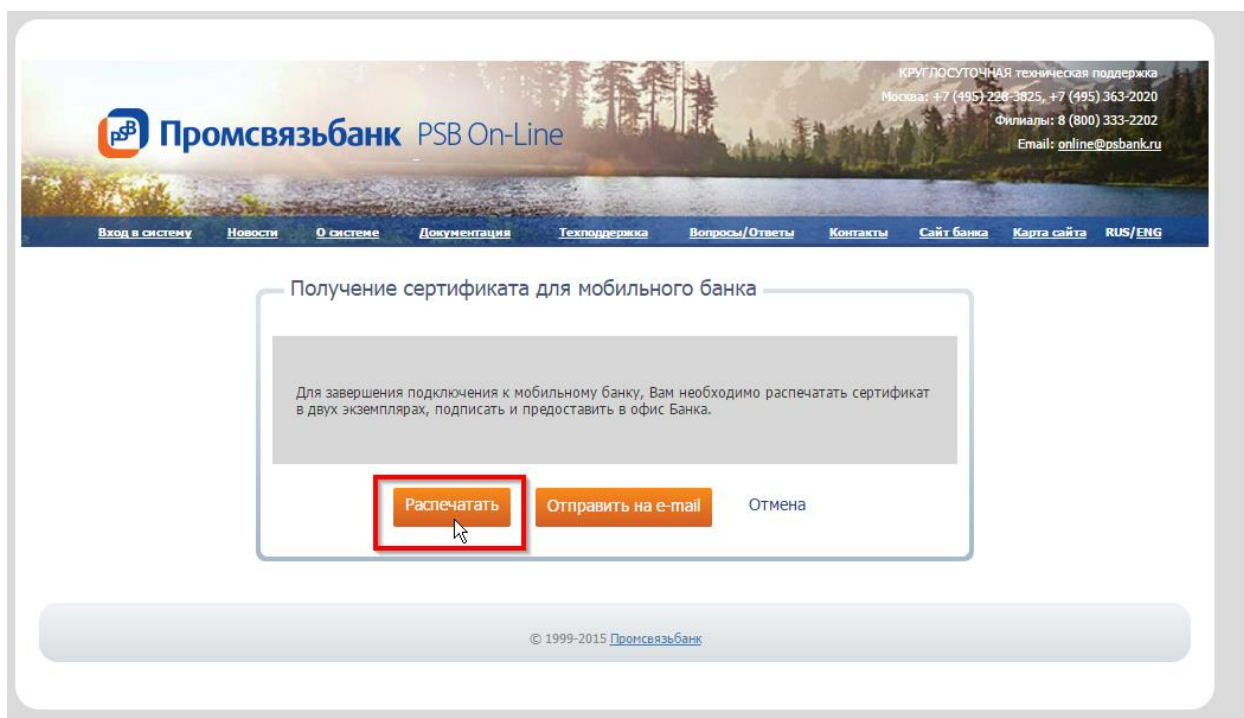 КРУГЛОСУТОЧНАЯ техническая поддержка
Москва: +7 (495) 228-3825, +7 (495) 363-2020
Филиалы: 8 (800) 333-2202
Email: online@psbank.ru
PSB Промсвязьбанк PSB On-Line
Вход в систему Новости О системе Документация Техподдержка Вопросы/Ответы Контакты Сайт банка Карта сайта RUS/ENG
Получение сертификата для мобильного банка
Для завершения подключения к мобильному банку, Вам необходимо распечатать сертификат
в двух экземплярах, подписать и предоставить в офис Банка.
Распечатать Отправить на e-mail Отмена
© 1999-2015 Промсвязьбанк